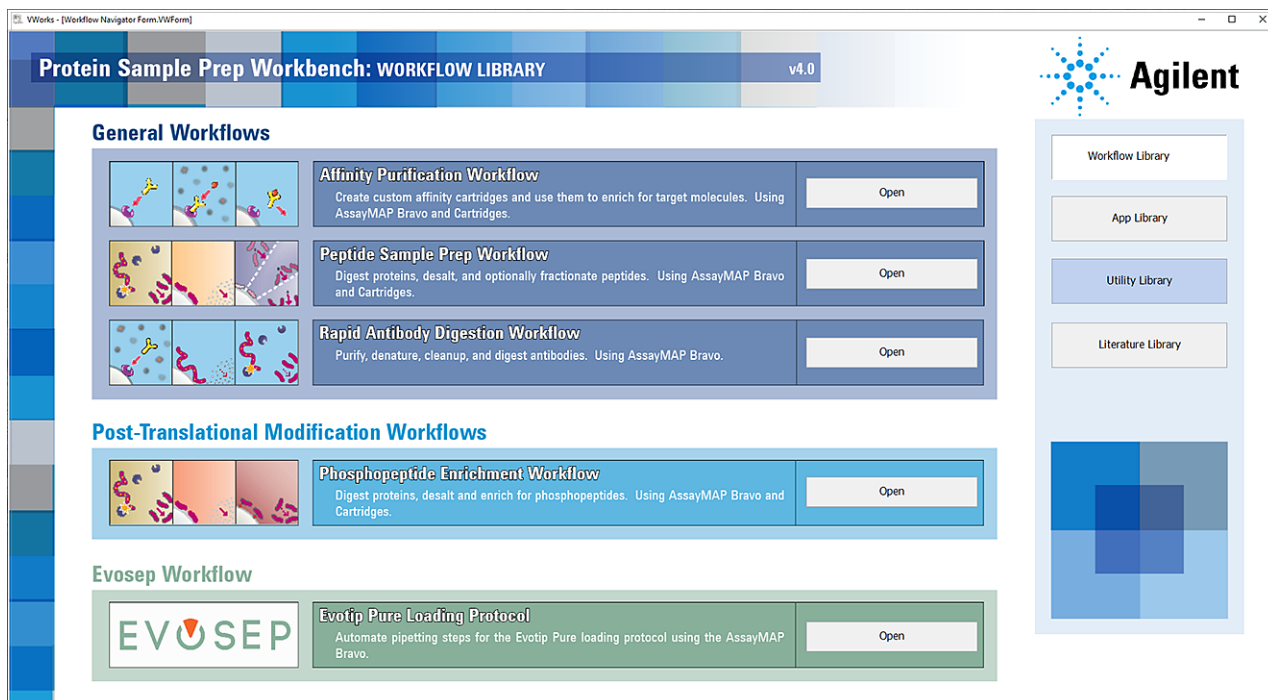 VWorks - [Workflow Navigator Form.VWForm]
Protein Sample Prep Workbench: WORKFLOW LIBRARY v4.0
Agilent
General Workflows
Affinity Purification Workflow
Create custom affinity cartridges and use them to enrich for target molecules. Using
AssayMAP Bravo and Cartridges.
Open
Peptide Sample Prep Workflow
Digest proteins, desalt, and optionally fractionate peptides. Using AssayMAP Bravo
and Cartridges.
Open
Rapid Antibody Digestion Workflow
Purify, denature, cleanup, and digest antibodies. Using AssayMAP Bravo.
Open
Post-Translational Modification Workflows
Phosphopeptide Enrichment Workflow
Digest proteins, desalt and enrich for phosphopeptides. Using AssayMAP Bravo and
Cartridges.
Open
Evosep Workflow
EVOSEP
Evotip Pure Loading Protocol
Automate pipetting steps for the Evotip Pure loading protocol using the AssayMAP
Bravo.
Open
Workflow Library
App Library
Utility Library
Literature Library